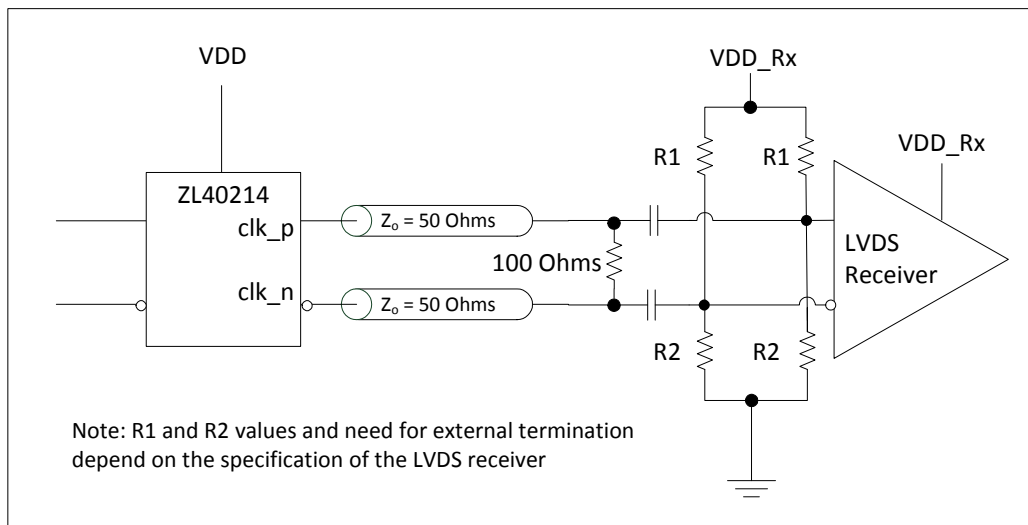 VDD
VDD_Rx
R1
R1
VDD_Rx
ZL40214
clk_p
Zₒ = 50 Ohms
LVDS
Receiver
100 Ohms
clk_n
Zₒ = 50 Ohms
R2
R2
Note: R1 and R2 values and need for external termination
depend on the specification of the LVDS receiver